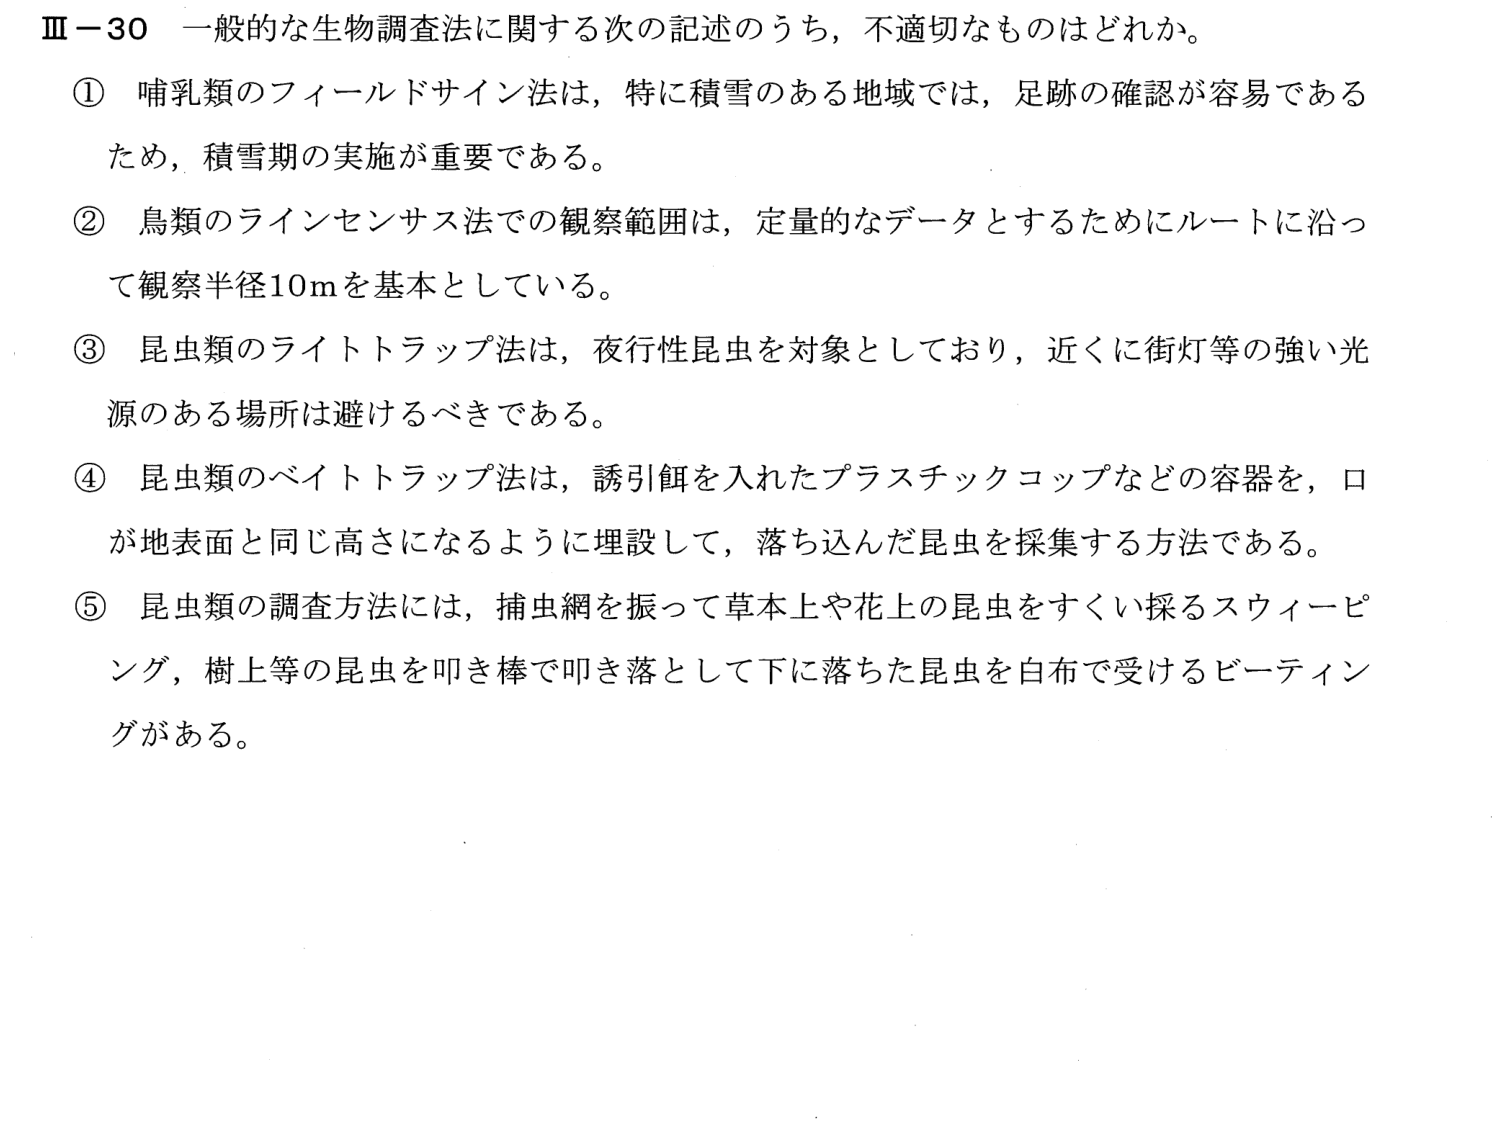 Ⅲ－30　一般的な生物調査法に関する次の記述のうち，不適切なものはどれか。
①　哺乳類のフィールドサイン法は，特に積雪のある地域では，足跡の確認が容易である
ため，積雪期の実施が重要である。
②　鳥類のラインセンサス法での観察範囲は，定量的なデータとするためにルートに沿っ
て観察半径10mを基本としている。
③　昆虫類のライトトラップ法は，夜行性昆虫を対象としており，近くに街灯等の強い光
源のある場所は避けるべきである。
④　昆虫類のベイトトラップ法は，誘引餌を入れたプラスチックコップなどの容器を，口
が地表面と同じ高さになるように埋設して，落ち込んだ昆虫を採集する方法である。
⑤　昆虫類の調査方法には，捕虫網を振って草本上や花上の昆虫をすくい採るスウィーピ
ング，樹上等の昆虫を叩き棒で叩き落として下に落ちた昆虫を白布で受けるビーティン
グがある。